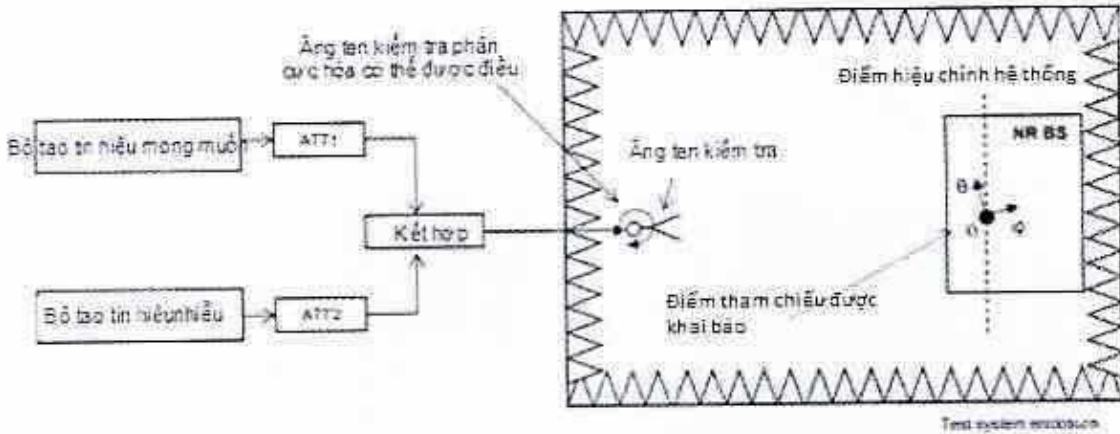 Ăng ten kiểm tra phân
cực hóa có thể được điều
Điểm hiệu chỉnh hệ thống
Bộ tạo tín hiệu mong muốn
ATT1
NR BS
Ăng ten kiểm tra
θ
Kết hợp
Bộ tạo tín hiệu nhiễu
ATT2
Điểm tham chiếu được
khai báo
Test system enclosure